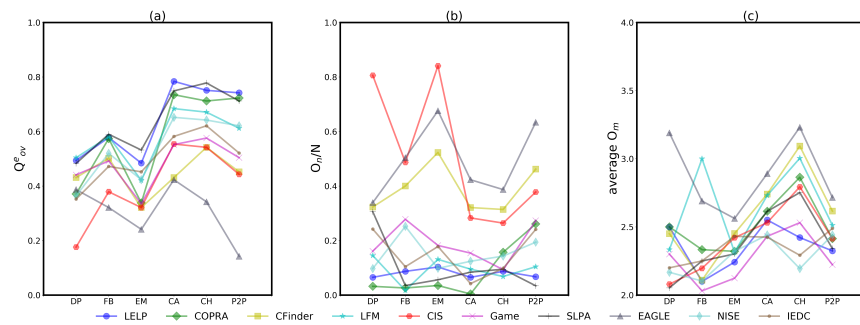 (a)
(b)
(c)
1.0
0.8
0.6
0.4
0.2
0.0
Q^e_ov
DP FB EM CA CH P2P
1.0
0.8
0.6
0.4
0.2
0.0
O_n/N
DP FB EM CA CH P2P
4.0
3.5
3.0
2.5
2.0
average O_m
DP FB EM CA CH P2P
LELP COPRA CFinder LFM CIS Game SLPA EAGLE NISE IEDC